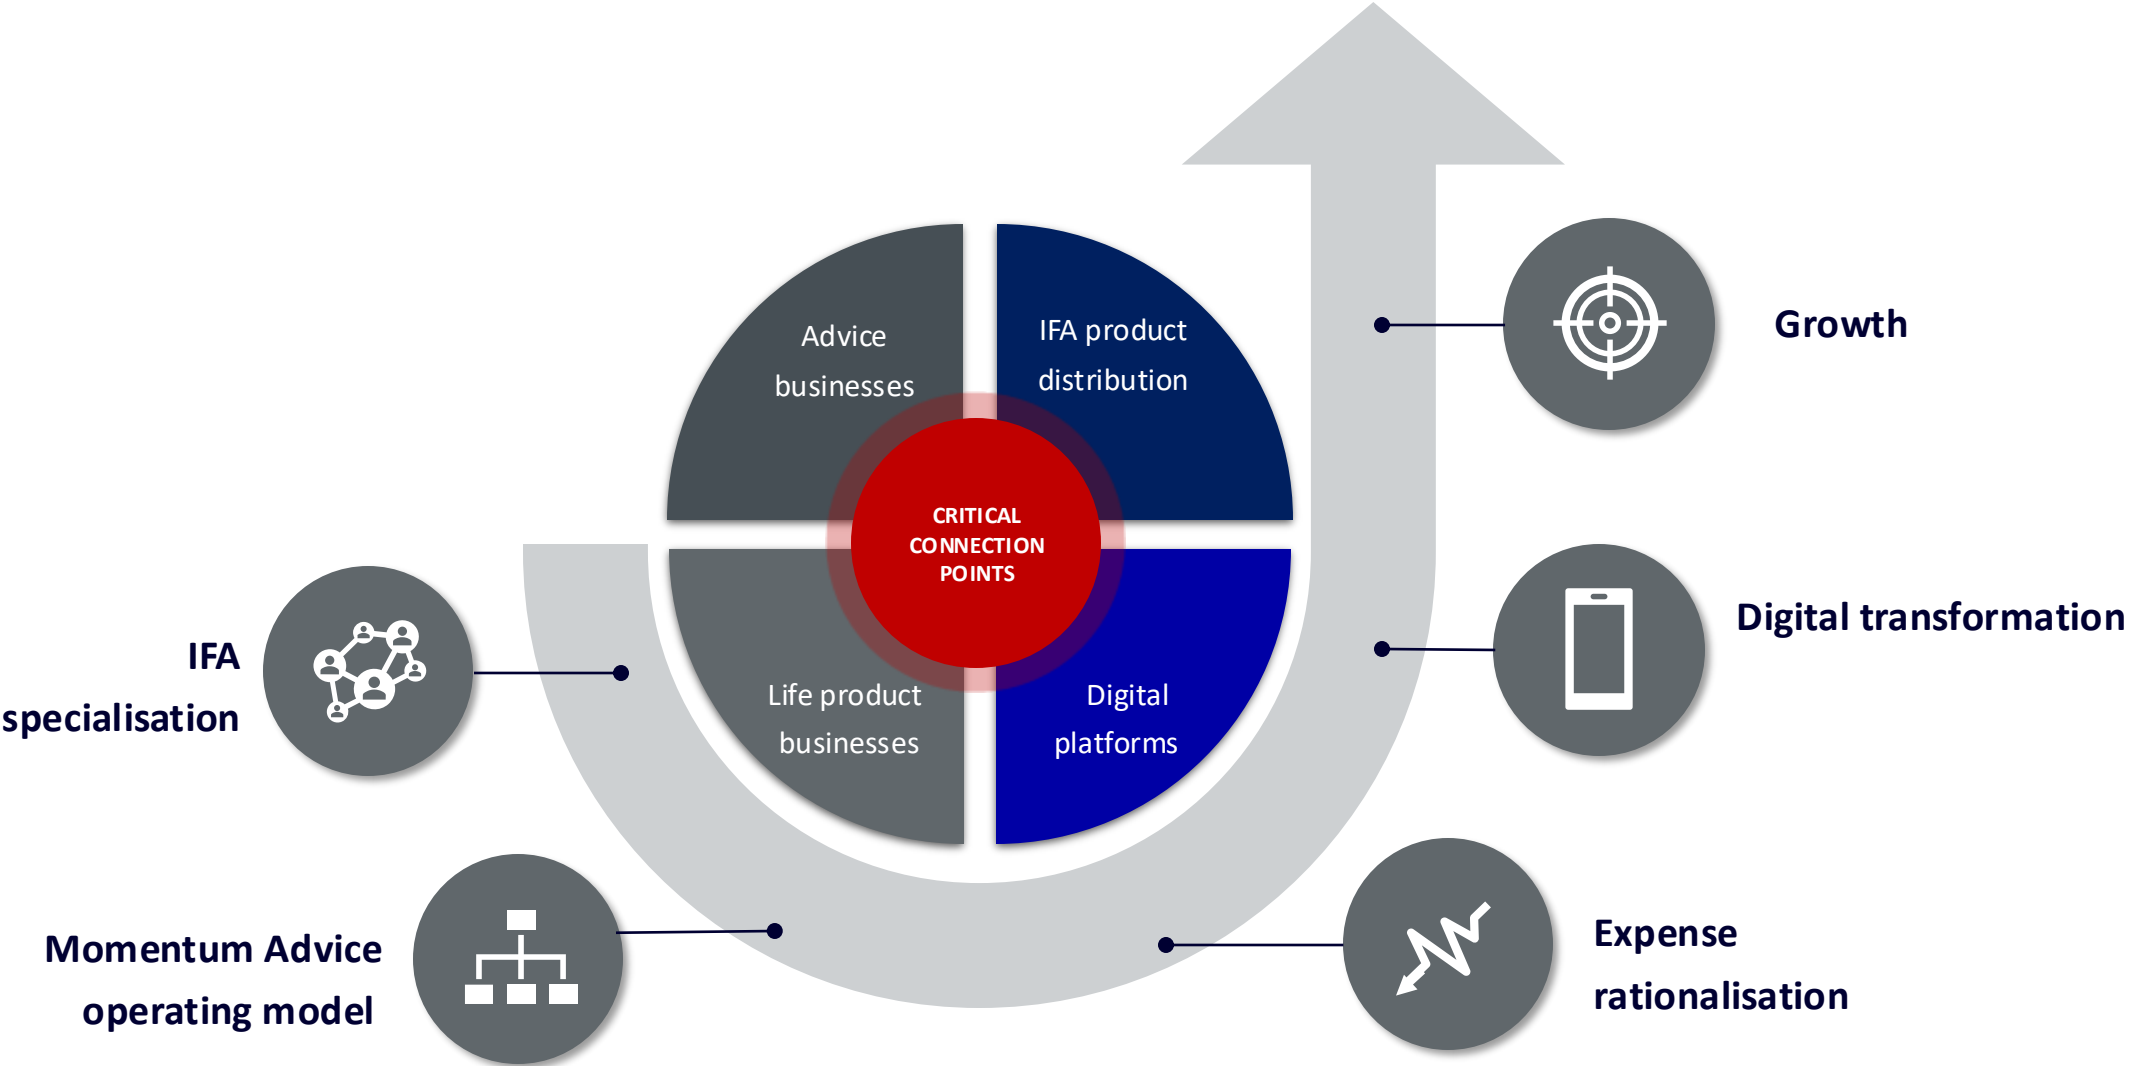 Advice
businesses
IFA product
distribution
CRITICAL
CONNECTION
POINTS
Life product
businesses
Digital
platforms
IFA
specialisation
Momentum Advice
operating model
Expense
rationalisation
Digital transformation
Growth